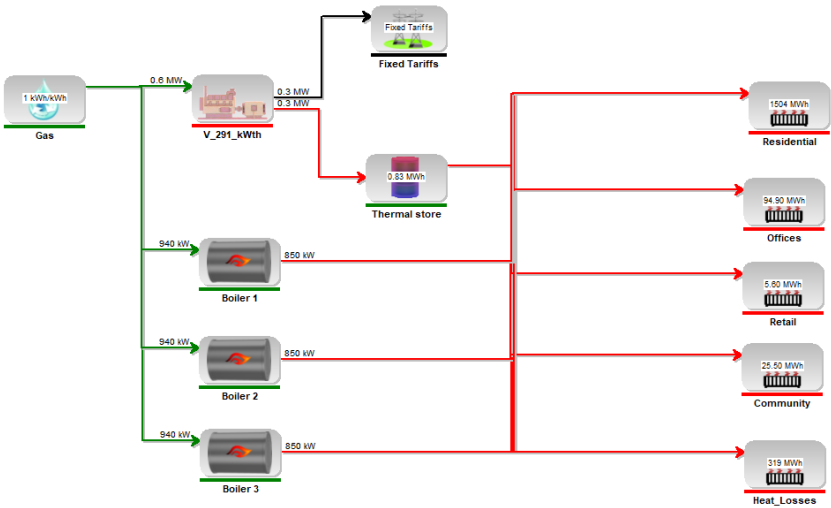 Fixed Tariffs
Fixed Tariffs
0.6 MW
1 kWh/kWh
Gas
0.3 MW
0.3 MW
V_291_kWth
1504 MWh
Residential
0.83 MWh
Thermal store
94.90 MWh
Offices
940 kW
850 kW
Boiler 1
5.60 MWh
Retail
940 kW
850 kW
Boiler 2
25.50 MWh
Community
940 kW
850 kW
Boiler 3
319 MWh
Heat_Losses